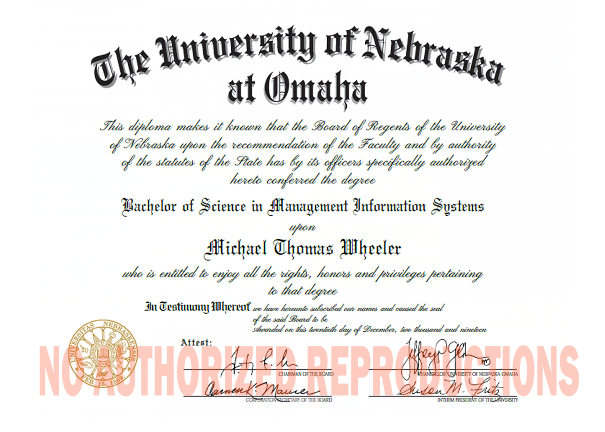 The University of Nebraska
at Omaha
This diploma makes it known that the Board of Regents of the University
of Nebraska upon the recommendation of the Faculty and by authority
of the statutes of the State has by its officers specifically authorized
hereto conferred the degree
Bachelor of Science in Management Information Systems
upon
Michael Thomas Wheeler
who is entitled to enjoy all the rights, honors and privileges pertaining
to that degree
In Testimony Whereof we have hereunto subscribed our names and caused the seal
of the said Board to be
awarded on this twentieth day of December, two thousand and nineteen
Attest:
CHAIRMAN OF THE BOARD
CHANCELLOR UNIVERSITY OF NEBRASKA OMAHA
NO AUTHORIZED REPRODUCTIONS
Carmen K. Maurer
Susan M. Fritz
CORPORATION SECRETARY OF THE BOARD
INTERIM PRESIDENT OF THE UNIVERSITY
UNIVERSITAS NEBRASKENSIS